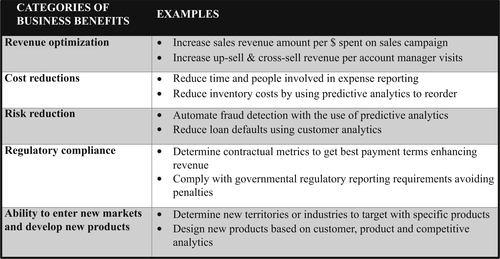 CATEGORIES OF
BUSINESS BENEFITS
EXAMPLES
Revenue optimization
• Increase sales revenue amount per $ spent on sales campaign
• Increase up-sell & cross-sell revenue per account manager visits
Cost reductions
• Reduce time and people involved in expense reporting
• Reduce inventory costs by using predictive analytics to reorder
Risk reduction
• Automate fraud detection with the use of predictive analytics
• Reduce loan defaults using customer analytics
Regulatory compliance
• Determine contractual metrics to get best payment terms enhancing
revenue
• Comply with governmental regulatory reporting requirements avoiding
penalties
Ability to enter new markets
and develop new products
• Determine new territories or industries to target with specific products
• Design new products based on customer, product and competitive
analytics